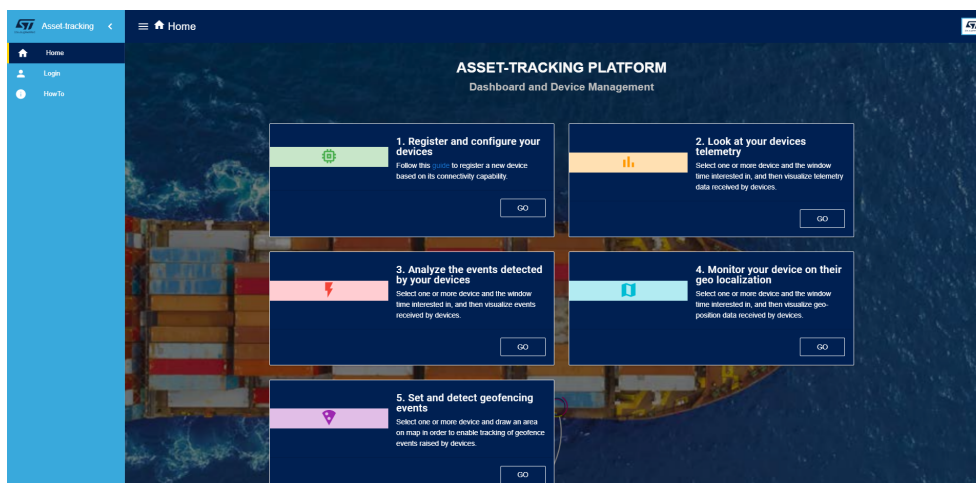 Asset-tracking
Home
Home
Login
HowTo
ASSET-TRACKING PLATFORM
Dashboard and Device Management
1. Register and configure your
devices
Follow this guide to register a new device
based on its connectivity capability.
GO
2. Look at your devices
telemetry
Select one or more device and the window
time interested in, and then visualize telemetry
data received by devices.
GO
3. Analyze the events detected
by your devices
Select one or more device and the window
time interested in, and then visualize events
received by devices.
GO
4. Monitor your device on their
geo localization
Select one or more device and the window
time interested in, and then visualize geo-
position data received by devices.
GO
5. Set and detect geofencing
events
Select one or more device and draw an area
on map in order to enable tracking of geofence
events raised by devices.
GO